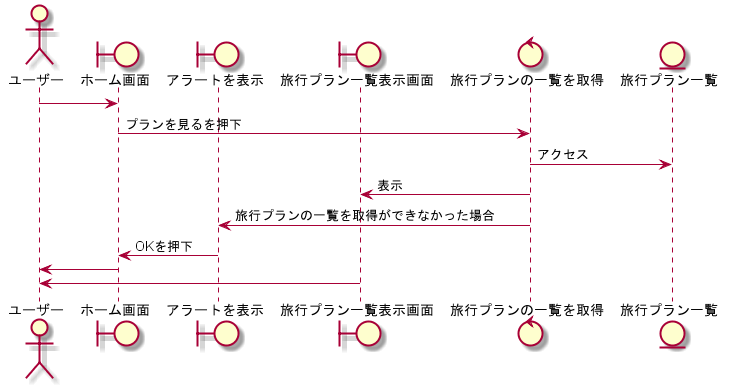 ユーザー ホーム画面 アラートを表示 旅行プラン一覧表示画面 旅行プランの一覧を取得 旅行プラン一覧
プランを見るを押下
アクセス
表示
旅行プランの一覧を取得ができなかった場合
OKを押下
ユーザー ホーム画面 アラートを表示 旅行プラン一覧表示画面 旅行プランの一覧を取得 旅行プラン一覧